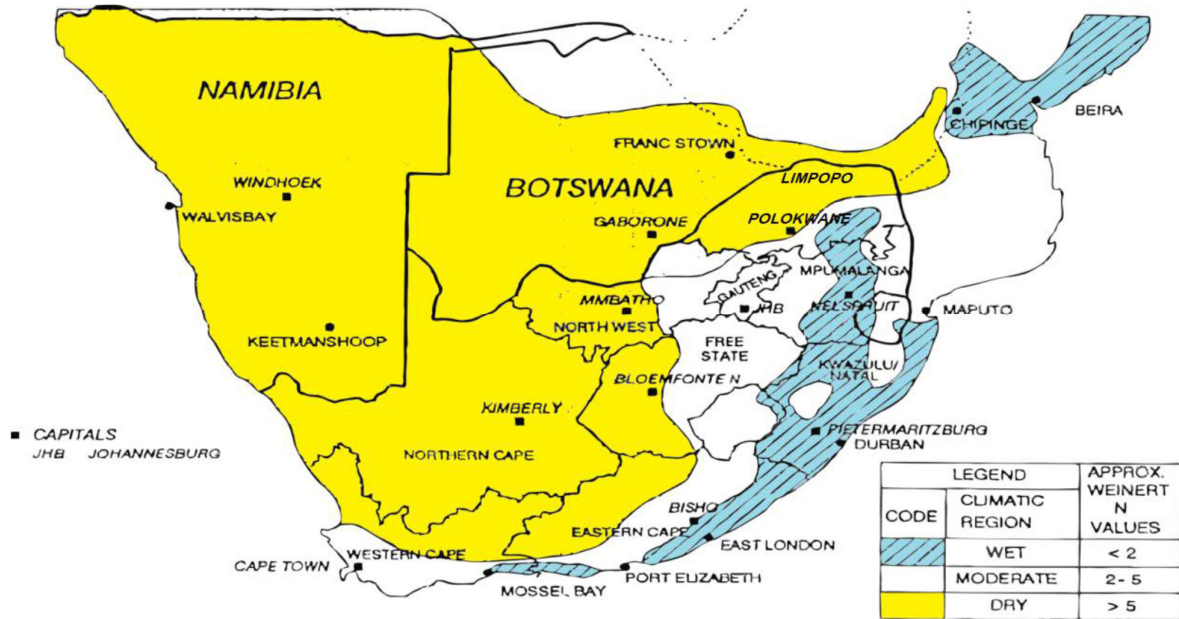 NAMIBIA
BEIRA
CHIPINGE
FRANC STOWN
LIMPOPO
WINDHOEK
BOTSWANA
WALVISBAY
GABORONE
POLOKWANE
MPUMALANGA
GAUTENG
MMBATHO
JHB
NELSPRUIT
MAPUTO
NORTH WEST
KEETMANSHOOP
FREE
STATE
KWAZULU/
NATAL
BLOEMFONTE N
KIMBERLY
CAPITALS
JHB JOHANNESBURG
PIETERMARITZBURG
DURBAN
NORTHERN CAPE
BISHO
EASTERN CAPE
EAST LONDON
WESTERN CAPE
CAPE TOWN
PORT ELIZABETH
MOSSEL BAY
LEGEND
APPROX.
WEINERT
N
VALUES
CODE
CLIMATIC
REGION
WET
< 2
MODERATE
2- 5
DRY
> 5